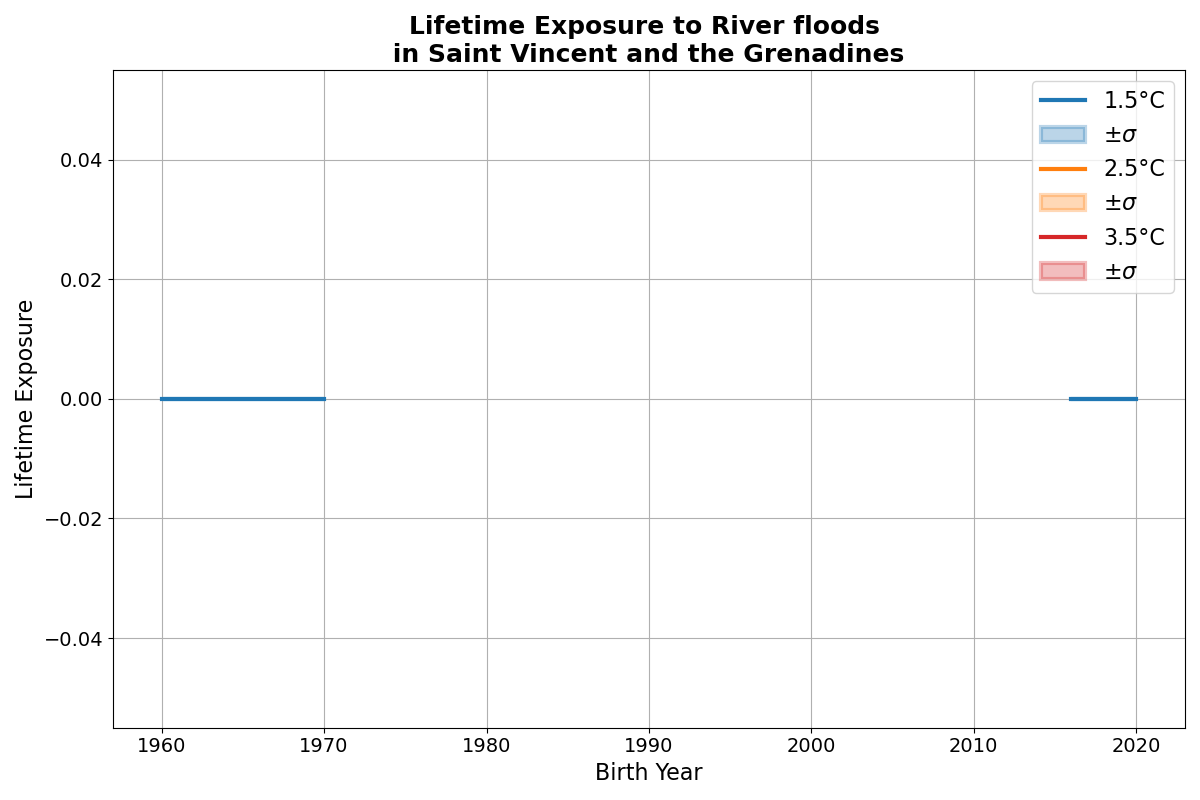 Lifetime Exposure to River floods
in Saint Vincent and the Grenadines
1.5°C
±σ
2.5°C
±σ
3.5°C
±σ
0.04
0.02
0.00
−0.02
−0.04
Lifetime Exposure
1960 1970 1980 1990 2000 2010 2020
Birth Year